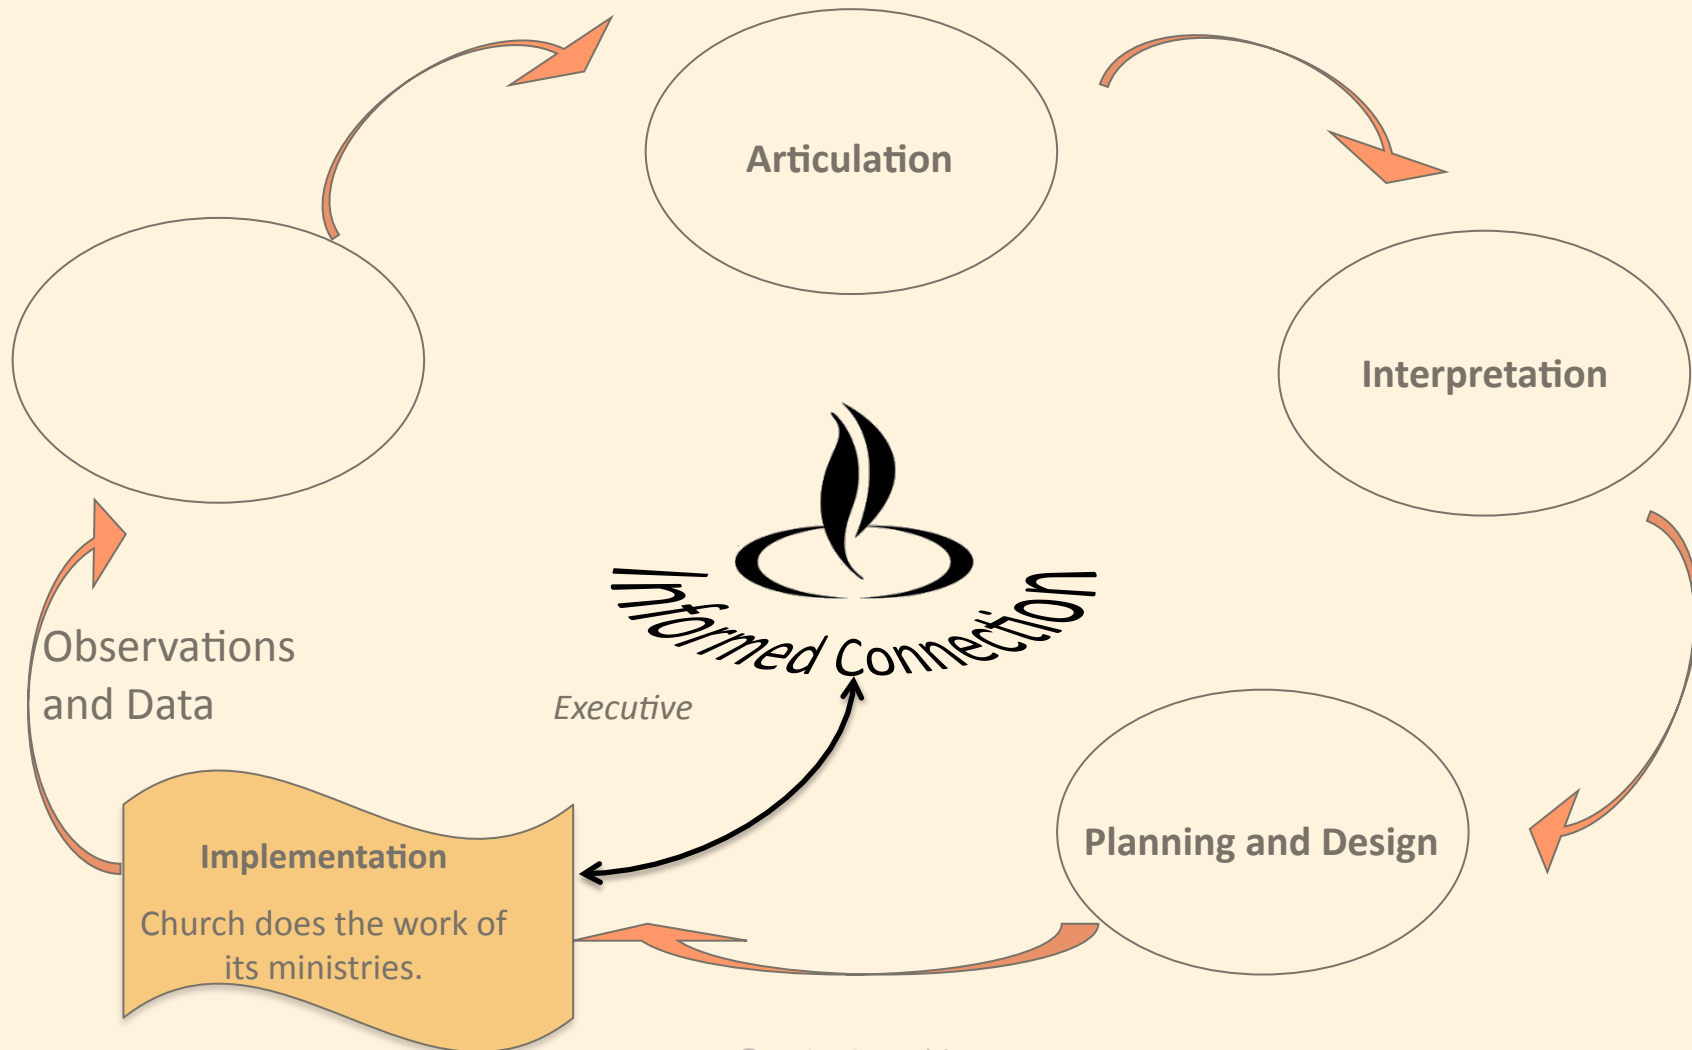 Articulation
Interpretation
Informed Connection
Observations
and Data
Executive
Planning and Design
Implementation
Church does the work of
its ministries.